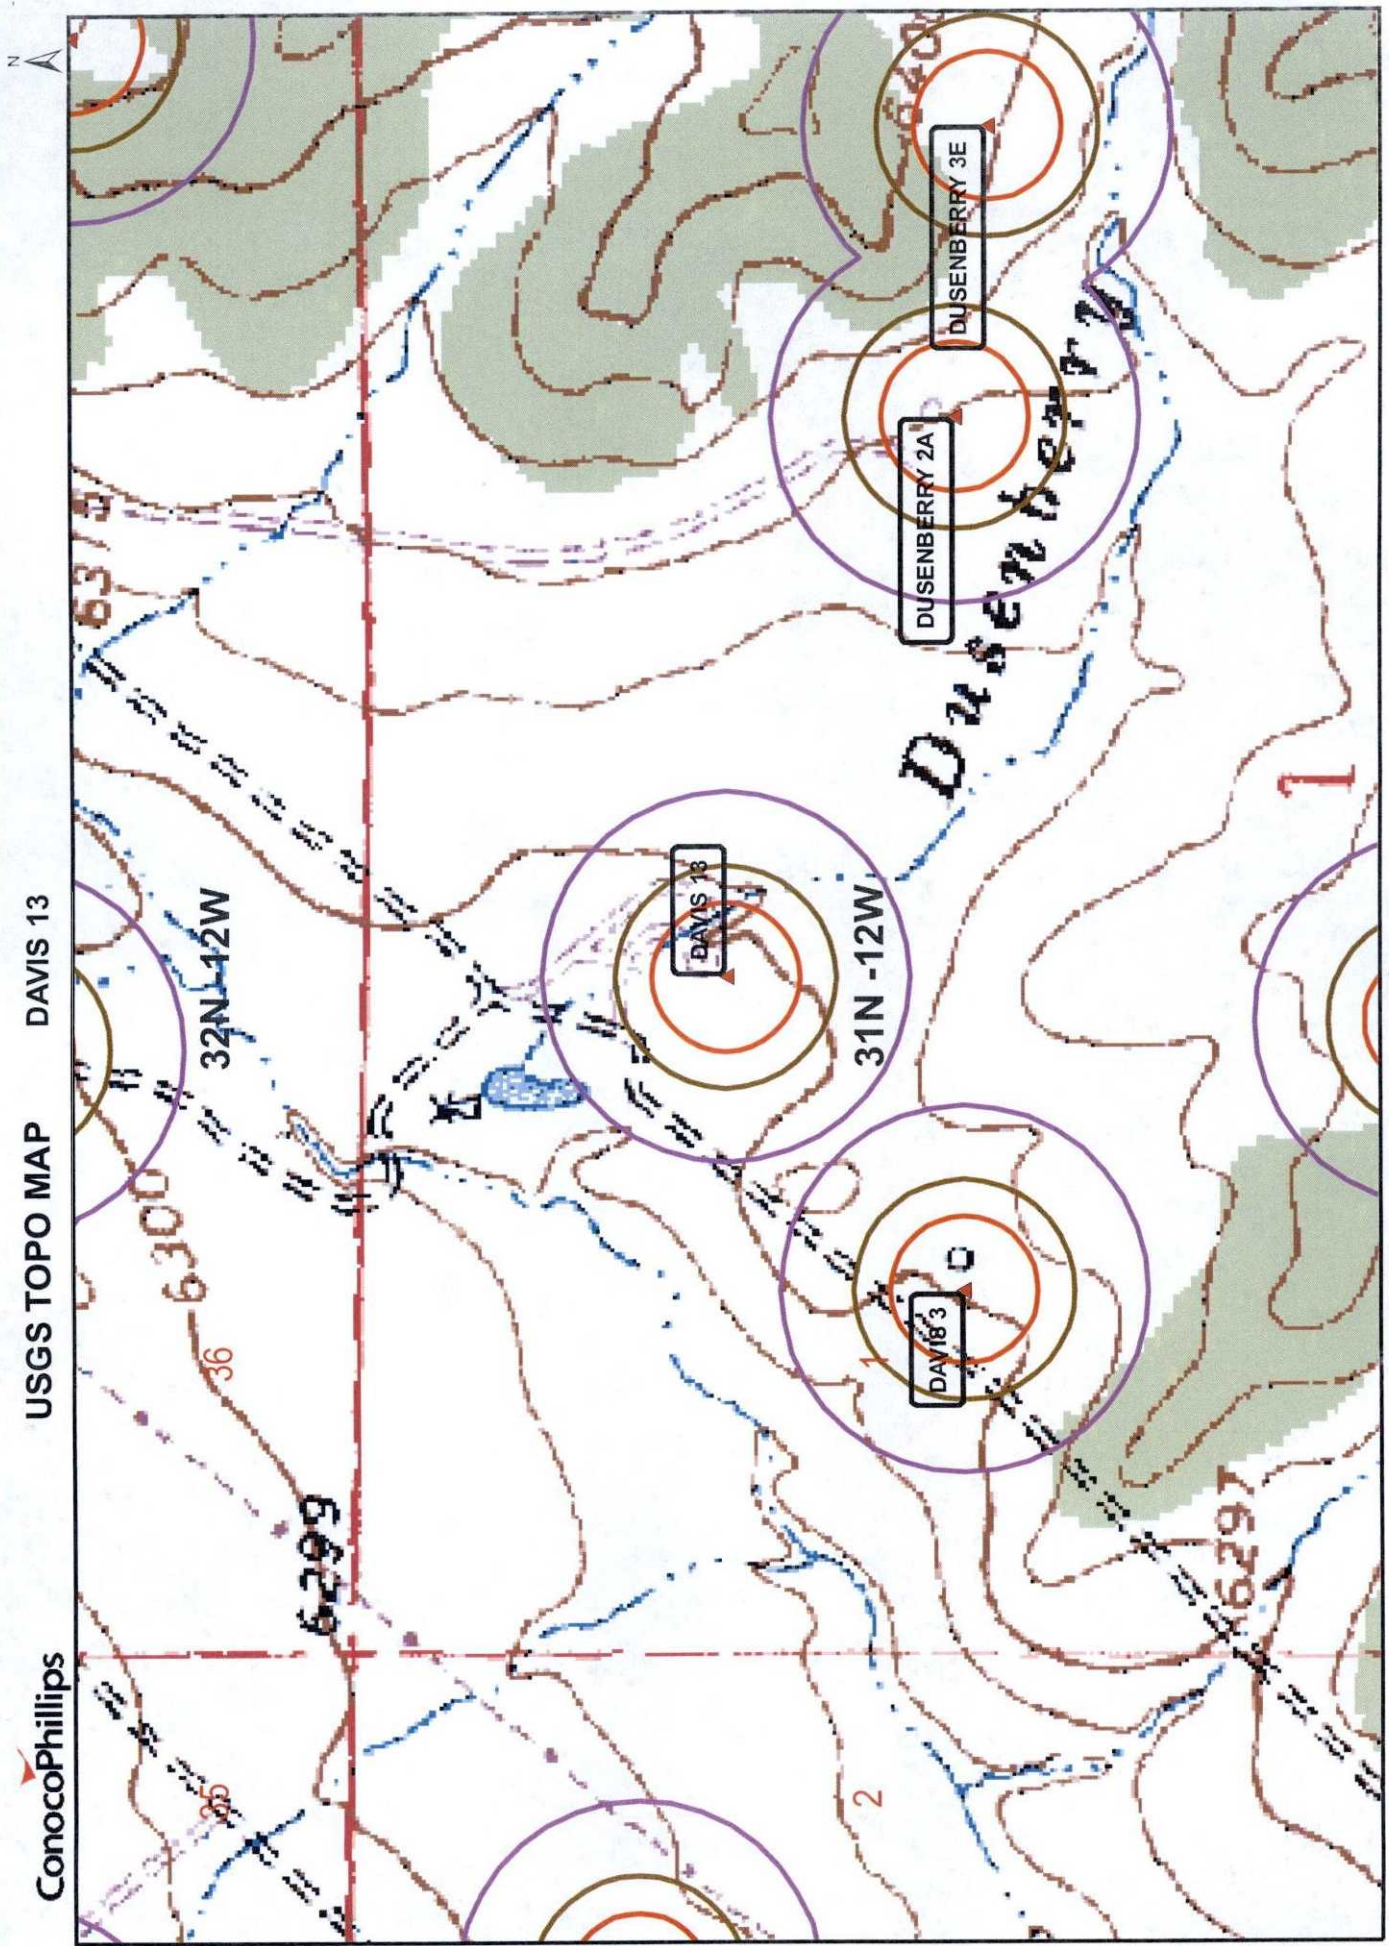 ConocoPhillips
USGS TOPO MAP
DAVIS 13
N
6300
35
36
32N -12W
6299
DAVIS 13
2
1
31N -12W
6400
DUSENBERRY 2A
DAVIS 3
DUSENBERRY 3E
Dusenberry
6297
1